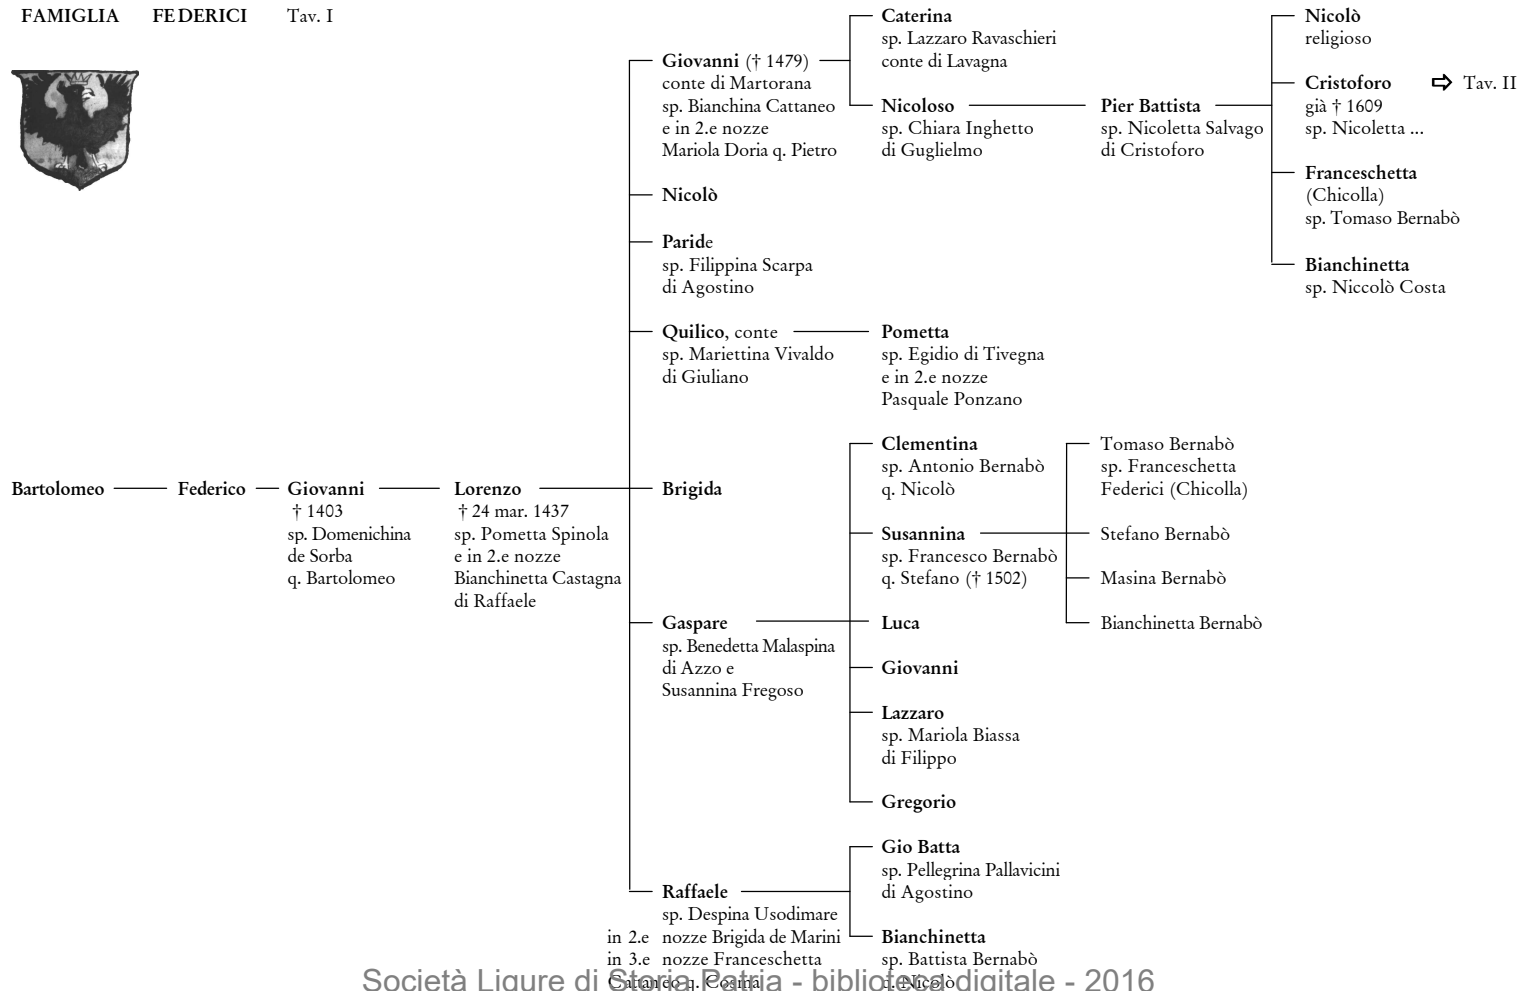 FAMIGLIA FEDERICI Tav. I
Bartolomeo
Federico
Giovanni
† 1403
sp. Domenichina
de Sorba
q. Bartolomeo
Lorenzo
† 24 mar. 1437
sp. Pometta Spinola
e in 2.e nozze
Bianchinetta Castagna
di Raffaele
Giovanni († 1479)
conte di Martorana
sp. Bianchina Cattaneo
e in 2.e nozze
Mariola Doria q. Pietro
Nicolò
Paride
sp. Filippina Scarpa
di Agostino
Quilico, conte
sp. Mariettina Vivaldo
di Giuliano
Brigida
Gaspare
sp. Benedetta Malaspina
di Azzo e
Susannina Fregoso
Raffaele
sp. Despina Usodimare
in 2.e nozze Brigida de Marini
in 3.e nozze Franceschetta
Cattaneo q. Cosma
Caterina
sp. Lazzaro Ravaschieri
conte di Lavagna
Nicoloso
sp. Chiara Inghetto
di Guglielmo
Pometta
sp. Egidio di Tivegna
e in 2.e nozze
Pasquale Ponzano
Clementina
sp. Antonio Bernabò
q. Nicolò
Susannina
sp. Francesco Bernabò
q. Stefano († 1502)
Luca
Giovanni
Lazzaro
sp. Mariola Biassa
di Filippo
Gregorio
Gio Batta
sp. Pellegrina Pallavicini
di Agostino
Bianchinetta
sp. Battista Bernabò
q. Nicolò
Pier Battista
sp. Nicoletta Salvago
di Cristoforo
Tomaso Bernabò
sp. Franceschetta
Federici (Chicolla)
Stefano Bernabò
Masina Bernabò
Bianchinetta Bernabò
Nicolò
religioso
Cristoforo ⇨ Tav. II
già † 1609
sp. Nicoletta ...
Franceschetta
(Chicolla)
sp. Tomaso Bernabò
Bianchinetta
sp. Niccolò Costa
Società Ligure di Storia Patria - biblioteca digitale - 2016